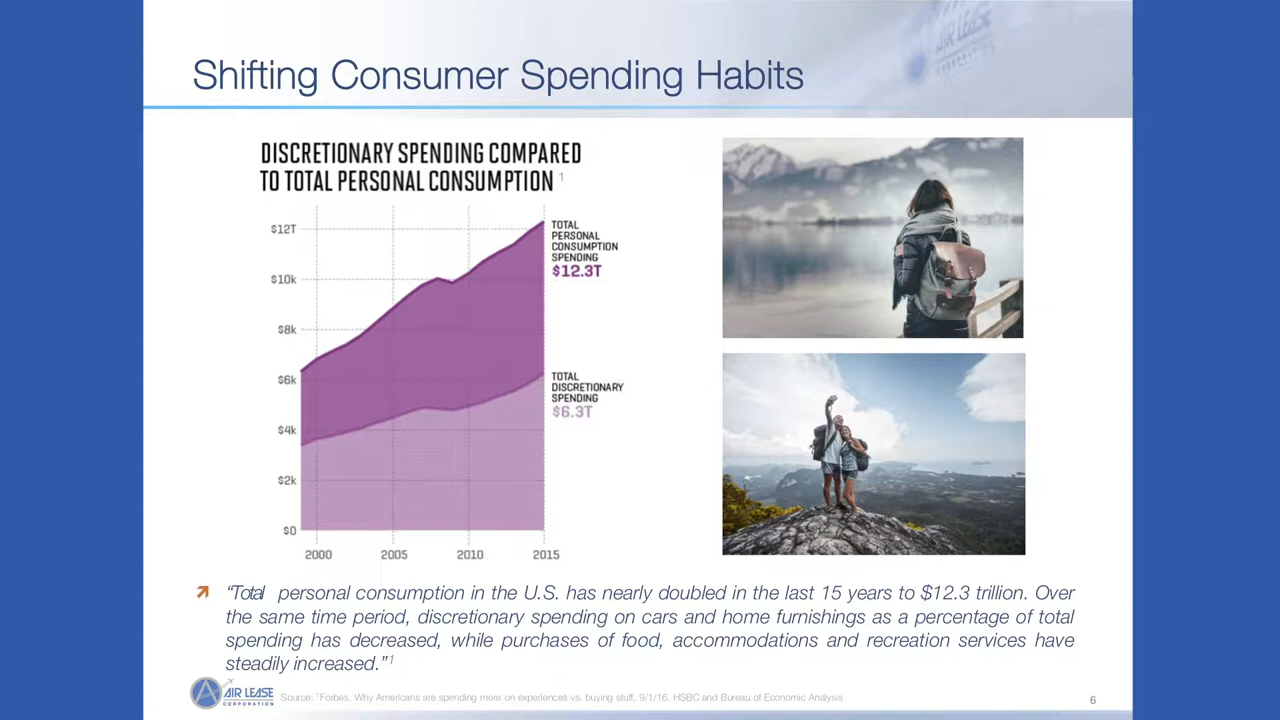 AIR LEASE
CORPORATION
Shifting Consumer Spending Habits
DISCRETIONARY SPENDING COMPARED
TO TOTAL PERSONAL CONSUMPTION 1
$12T
$10k
$8k
$6k
$4k
$2k
$0
2000
2005
2010
2015
TOTAL
PERSONAL
CONSUMPTION
SPENDING
$12.3T
TOTAL
DISCRETIONARY
SPENDING
$6.3T
“Total personal consumption in the U.S. has nearly doubled in the last 15 years to $12.3 trillion. Over
the same time period, discretionary spending on cars and home furnishings as a percentage of total
spending has decreased, while purchases of food, accommodations and recreation services have
steadily increased.”1
AIR LEASE
CORPORATION
Source: 1Forbes, Why Americans are spending more on experiences vs. buying stuff, 9/1/16. HSBC and Bureau of Economic Analysis
6